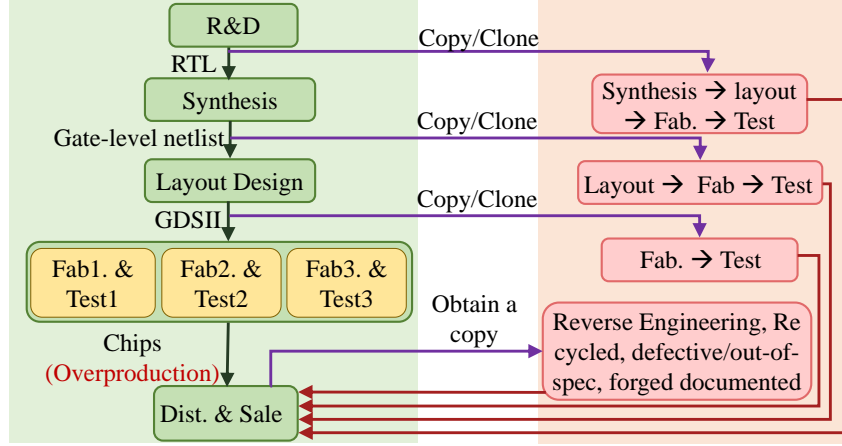 R&D
Copy/Clone
RTL
Synthesis → layout
→ Fab. → Test
Synthesis
Gate-level netlist
Copy/Clone
Layout Design
Layout → Fab → Test
GDSII
Copy/Clone
Fab1. &
Test1
Fab2. &
Test2
Fab3. &
Test3
Fab. → Test
Obtain a
copy
Chips
(Overproduction)
Reverse Engineering, Re
cycled, defective/out-of-
spec, forged documented
Dist. & Sale